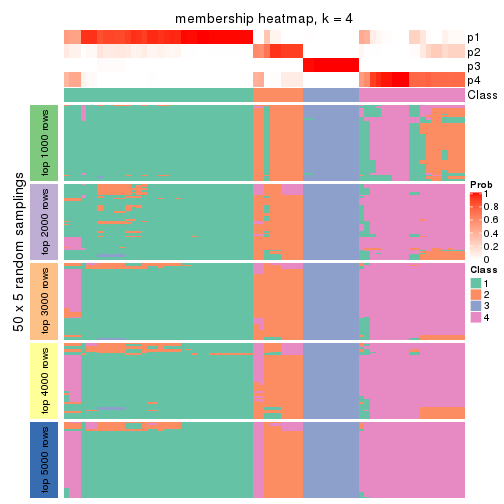 membership heatmap, k = 4
p1
p2
p3
p4
Class
50 x 5 random samplings
top 1000 rows
top 2000 rows
top 3000 rows
top 4000 rows
top 5000 rows
Prob
1
0.8
0.6
0.4
0.2
0
Class
1
2
3
4